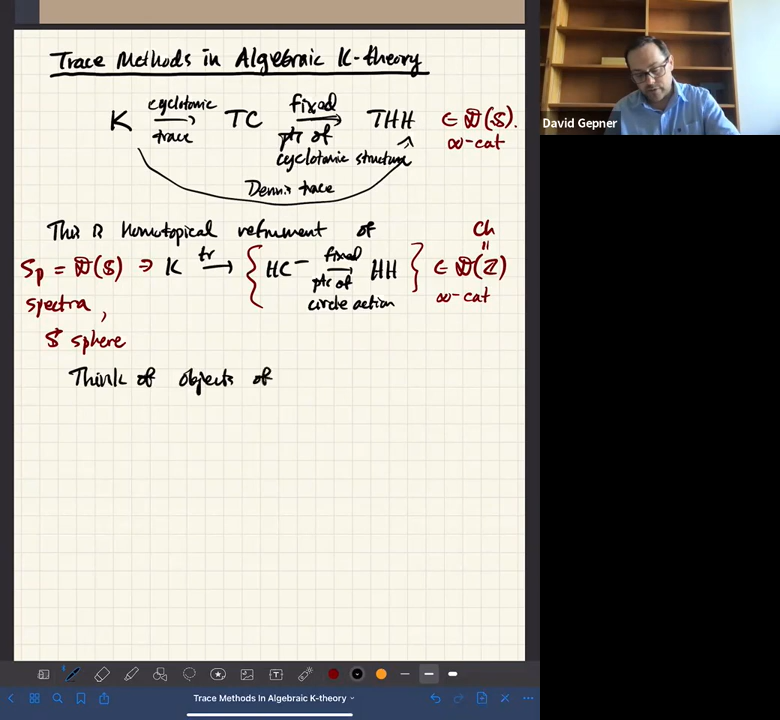 Trace Methods in Algebraic K-theory
K cyclotomic trace → TC fixed pts of cyclotomic structure → THH ∈ 𝒟(𝕊).
∞-cat
Dennis trace
This is homotopical refinement of
Ch
Sp = 𝒟(𝕊) ∋ K tr → { HC⁻ fixed pts of circle action → HH } ∈ 𝒟(ℤ)
∞-cat
spectra,
𝕊 sphere
Think of objects of
David Gepner
Trace Methods In Algebraic K-theory